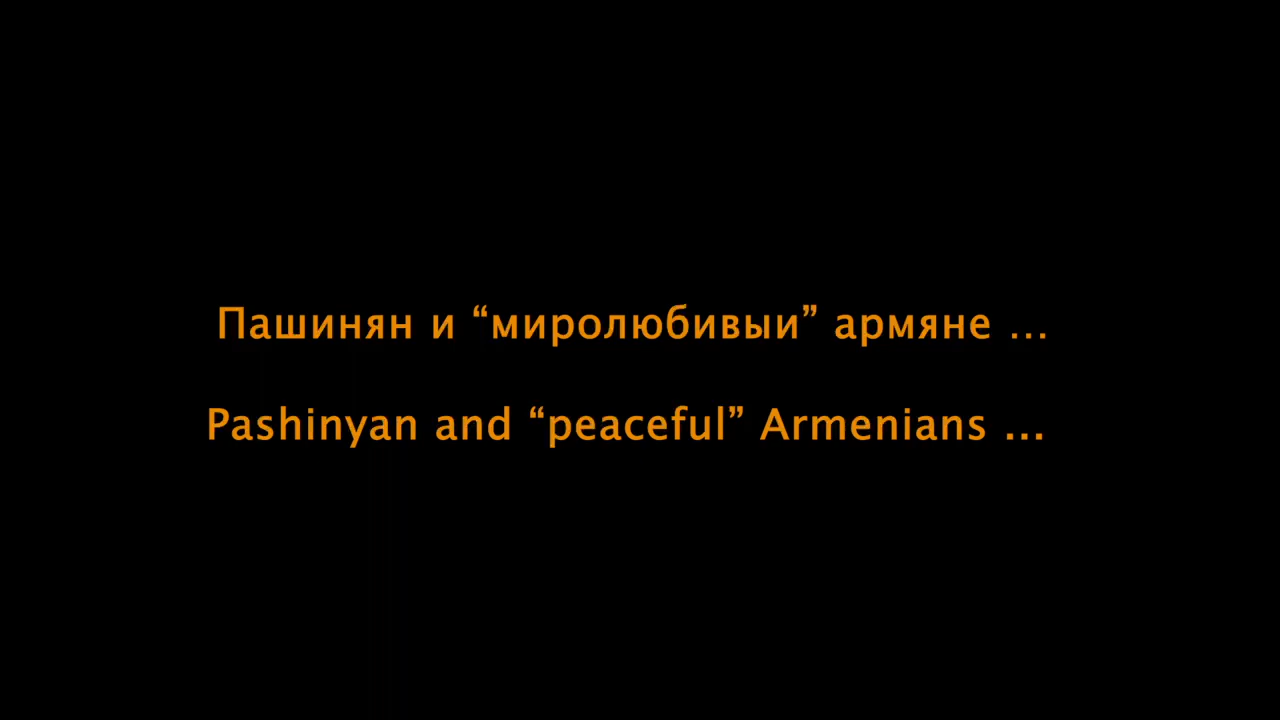 Пашинян и “миролюбивыи” армяне ...
Pashinyan and “peaceful” Armenians ...